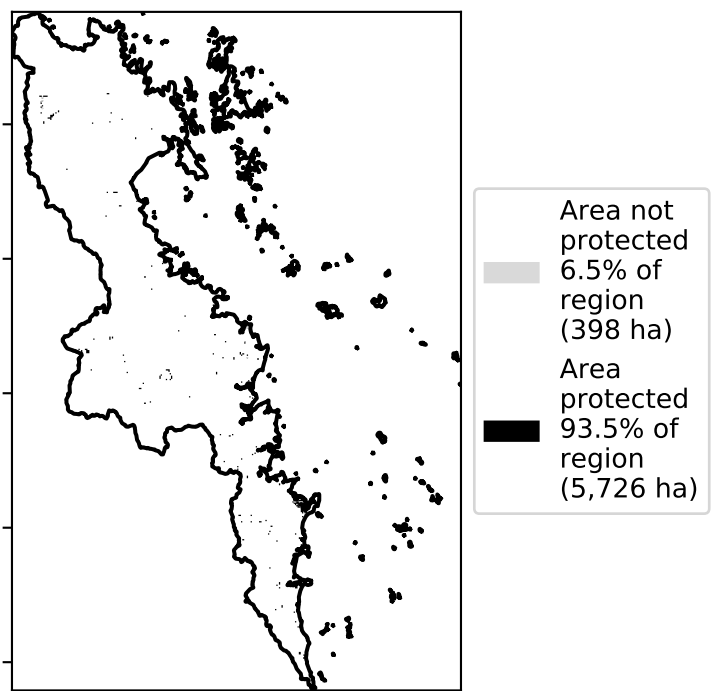 Area not
protected
6.5% of
region
(398 ha)
Area
protected
93.5% of
region
(5,726 ha)